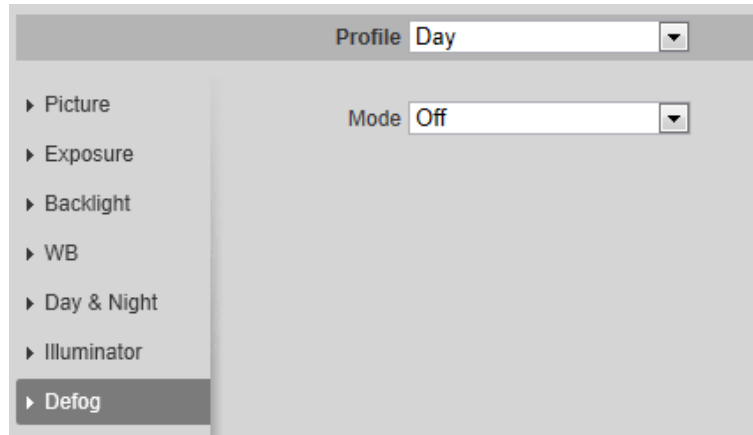 Profile Day
Picture
Mode Off
Exposure
Backlight
WB
Day & Night
Illuminator
Defog